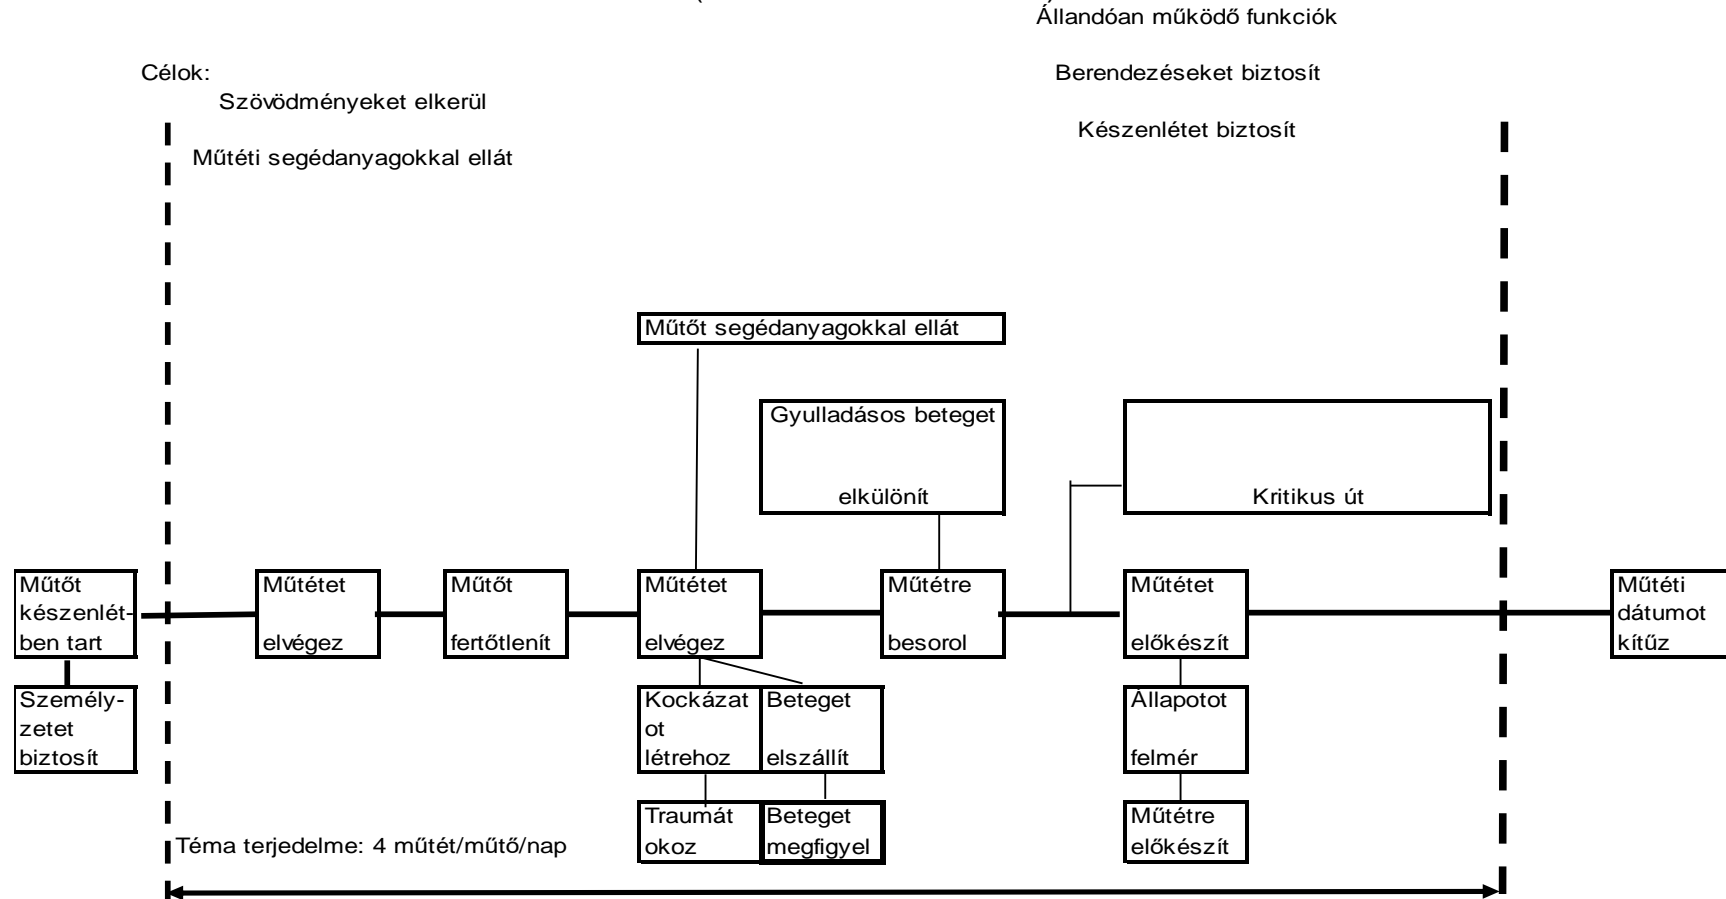 Állandóan működő funkciók
Célok:
Berendezéseket biztosít
Szövödményeket elkerül
Készenlétet biztosít
Műtéti segédanyagokkal ellát
Műtőt segédanyagokkal ellát
Gyulladásos beteget
elkülönít
Kritikus út
Műtőt
készenlét-
ben tart
Műtétet
elvégez
Műtőt
fertőtlenít
Műtétet
elvégez
Műtétre
besorol
Műtétet
előkészít
Műtéti
dátumot
kítűz
Személy-
zetet
biztosít
Kockázat
ot
létrehoz
Beteget
elszállít
Állapotot
felmér
Traumát
okoz
Beteget
megfigyel
Műtétre
előkészít
Téma terjedelme: 4 műtét/műtő/nap